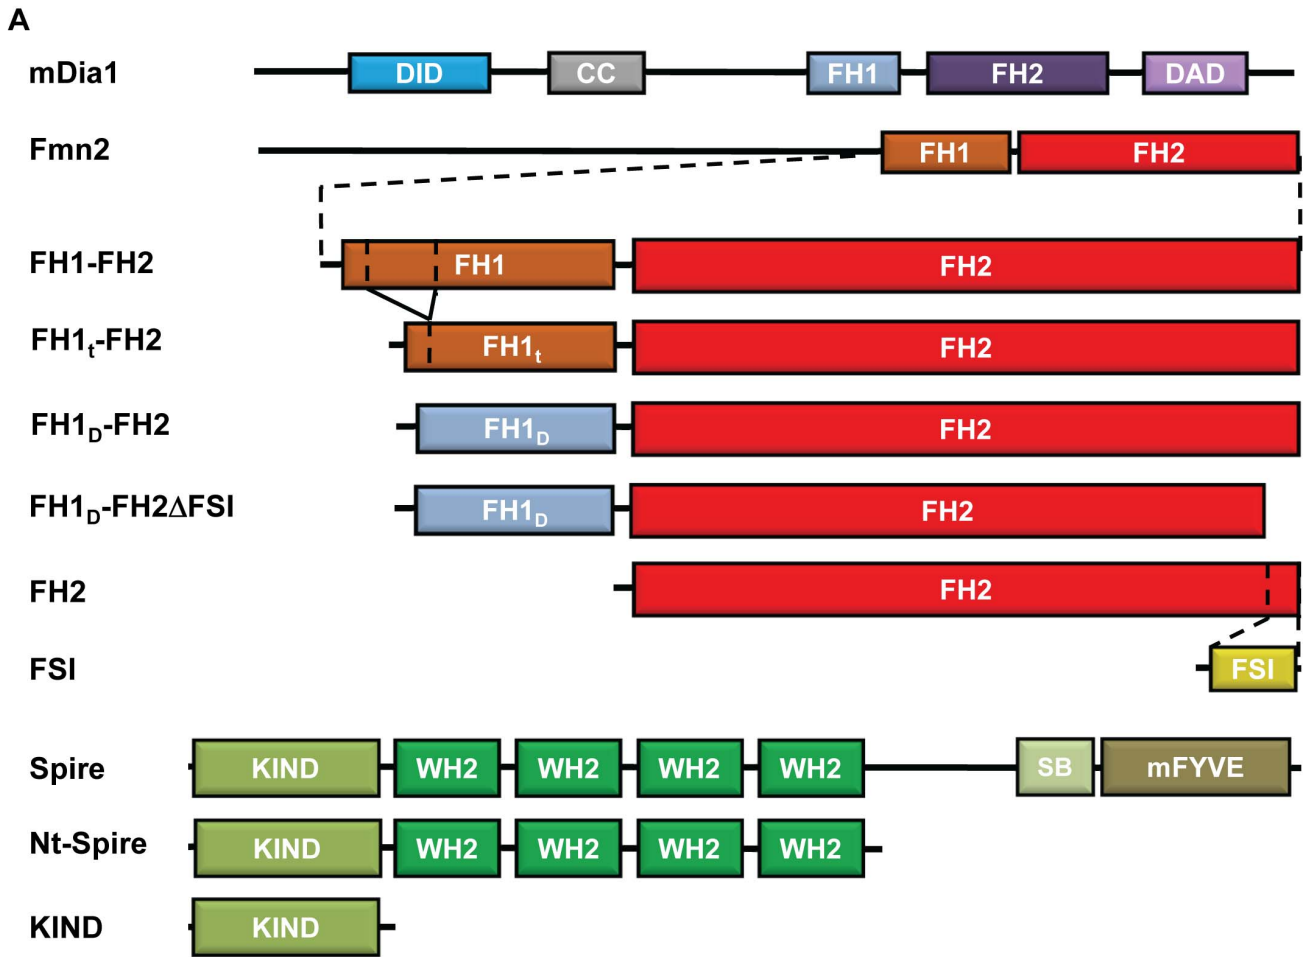 A
mDia1 DID CC FH1 FH2 DAD
Fmn2 FH1 FH2
FH1-FH2 FH1 FH2
FH1t-FH2 FH1t FH2
FH1D-FH2 FH1D FH2
FH1D-FH2ΔFSI FH1D FH2
FH2 FH2
FSI FSI
Spire KIND WH2 WH2 WH2 WH2 SB mFYVE
Nt-Spire KIND WH2 WH2 WH2 WH2
KIND KIND